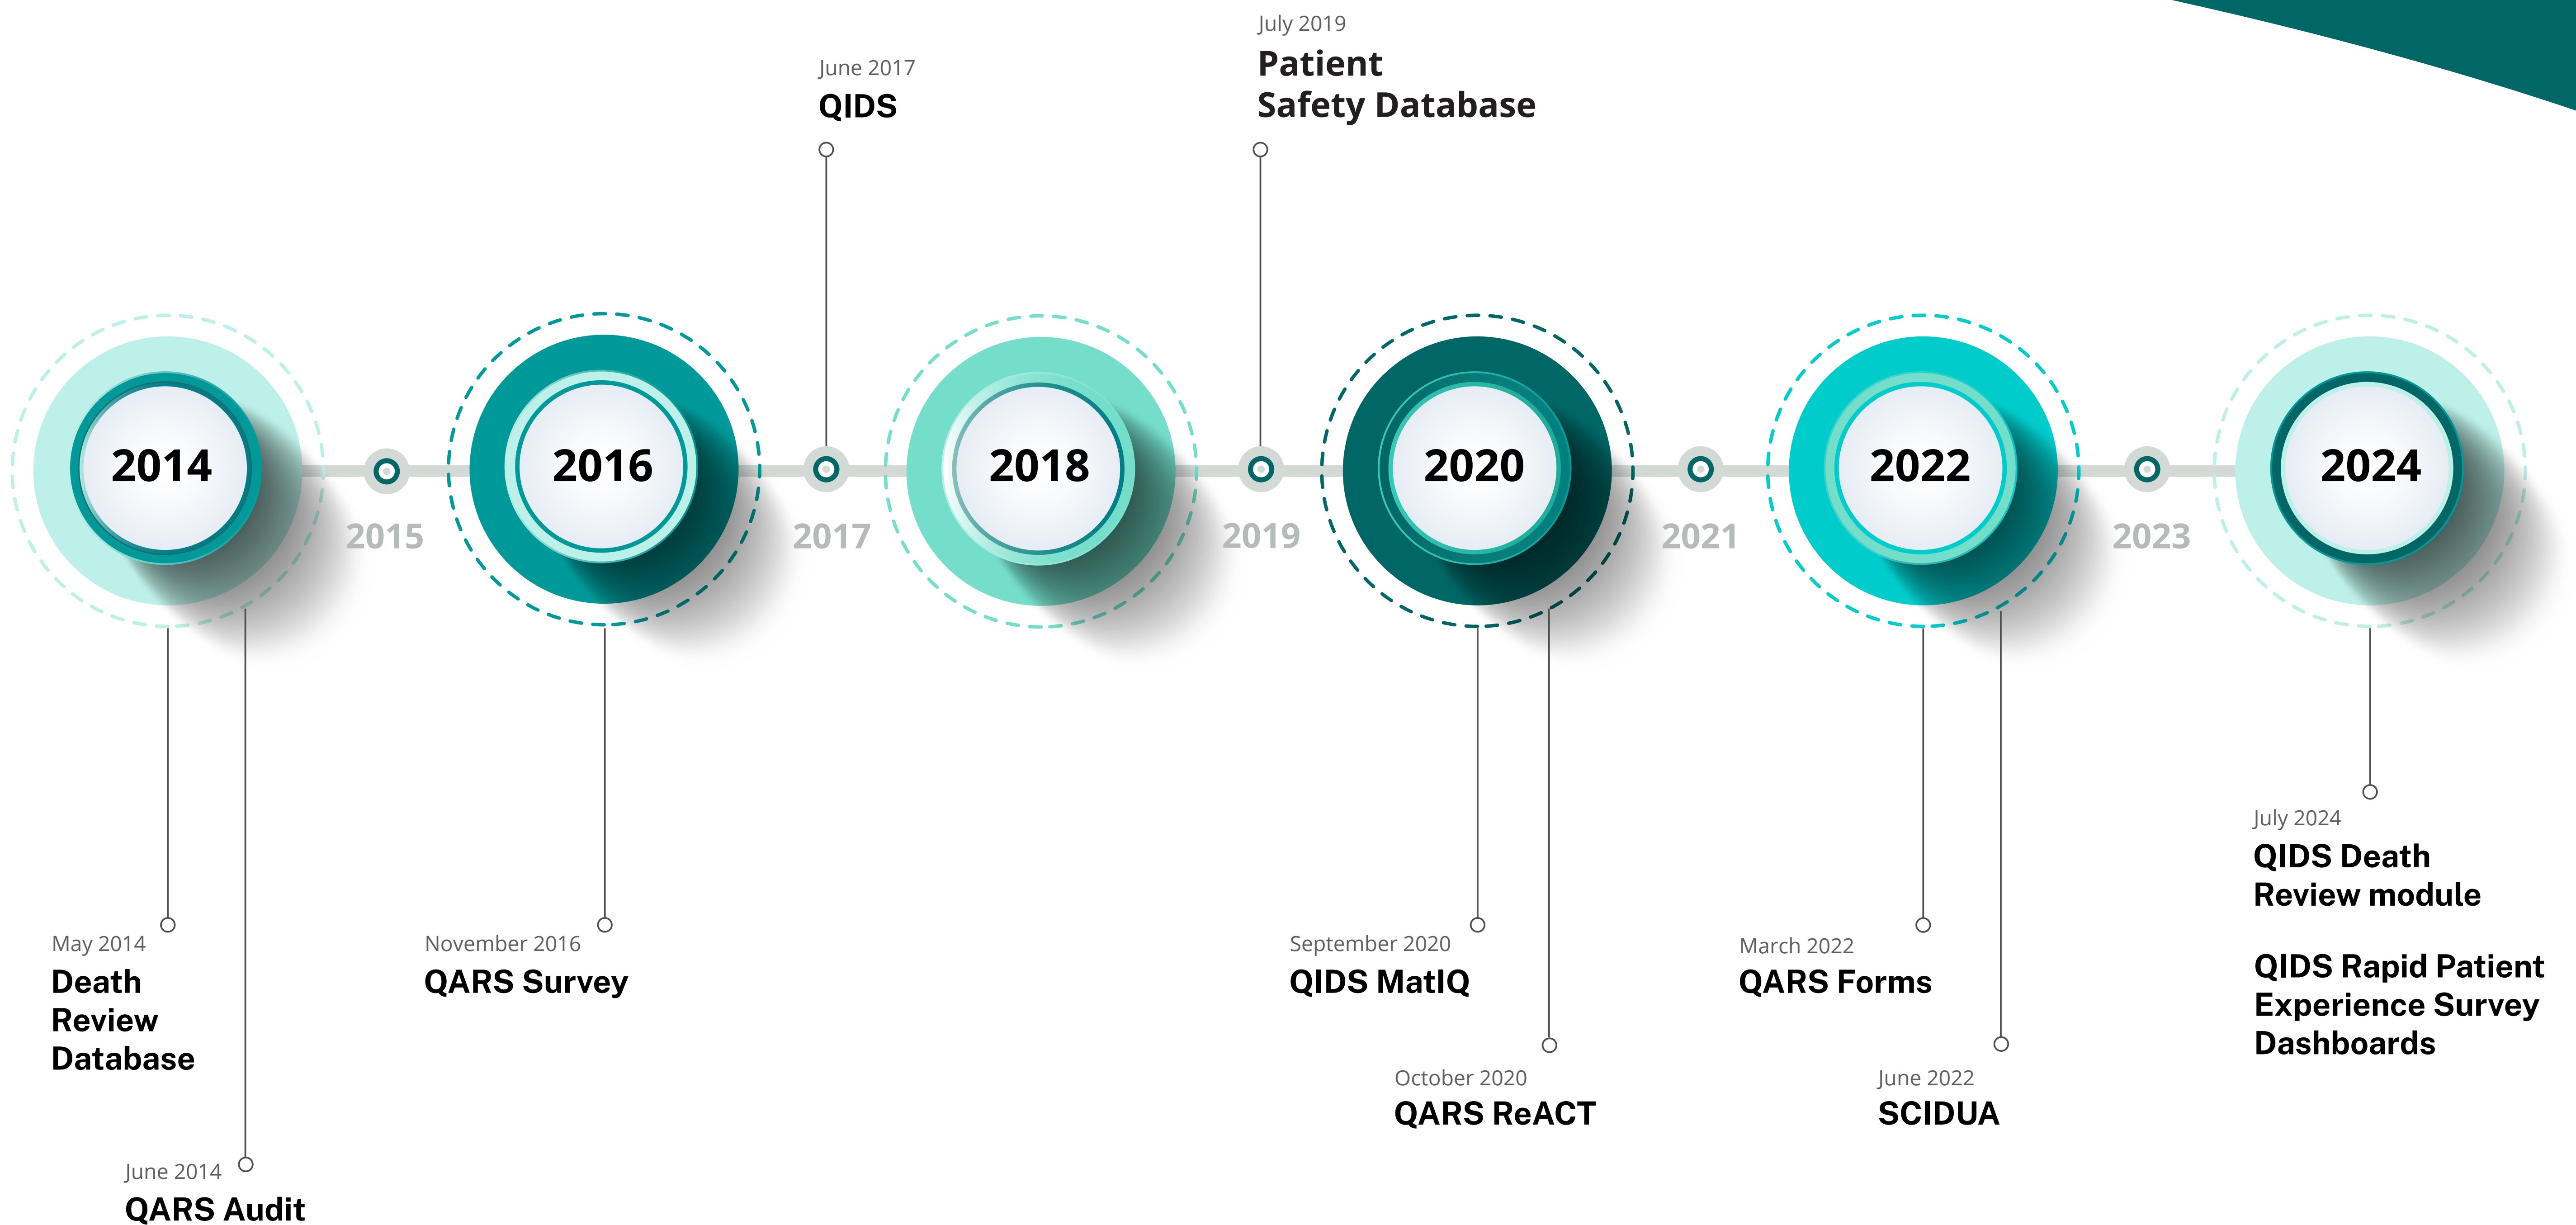 July 2019
Patient
Safety Database
June 2017
QIDS
2014
2015
2016
2017
2018
2019
2020
2021
2022
2023
2024
May 2014
Death
Review
Database
June 2014
QARS Audit
November 2016
QARS Survey
September 2020
QIDS MatIQ
October 2020
QARS ReACT
March 2022
QARS Forms
June 2022
SCIDUA
July 2024
QIDS Death
Review module
QIDS Rapid Patient
Experience Survey
Dashboards